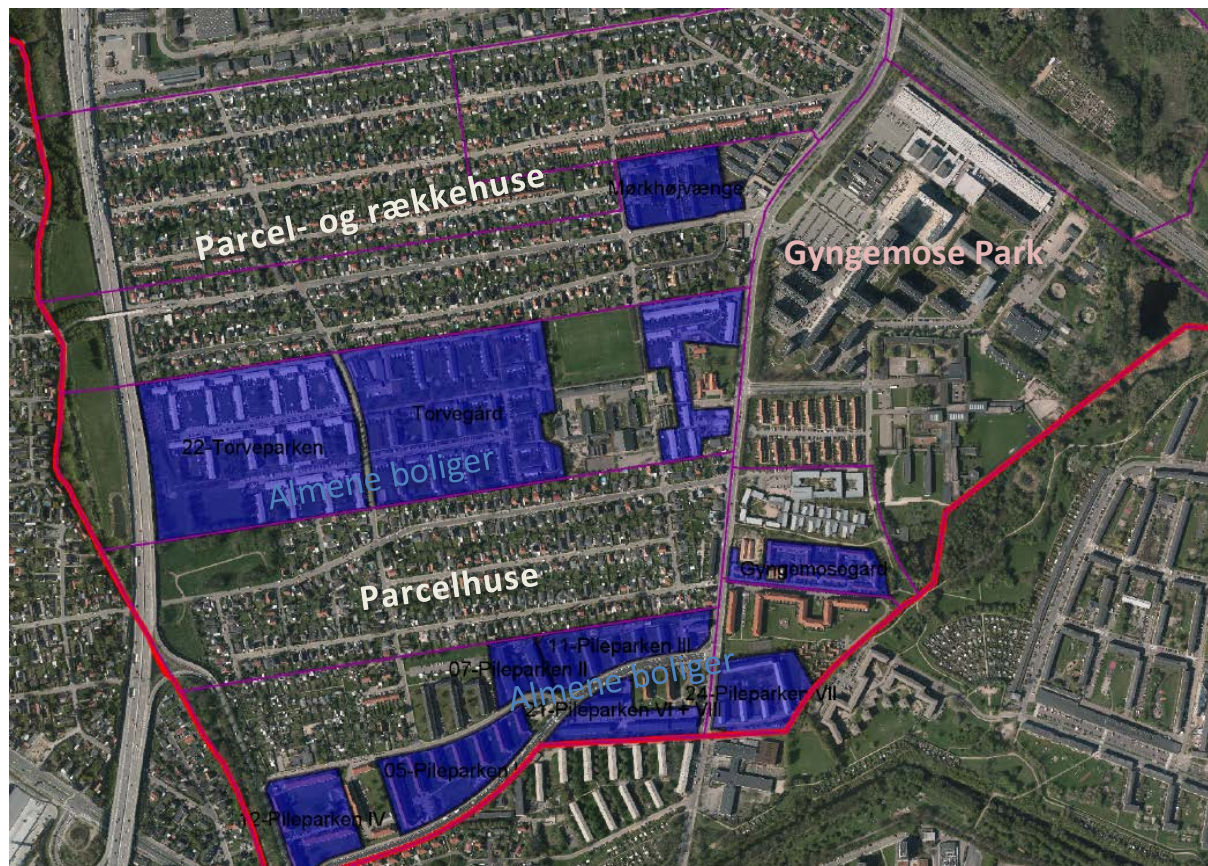 Mørkhøjvænge
Parcel- og rækkehuse
Gyngemose Park
Torvegård
22-Torveparken
Almene boliger
Gyngemosegård
Parcelhuse
11-Pileparken III
07-Pileparken II
Almene boliger
24-Pileparken VII
21-Pileparken VI + VIII
05-Pileparken I
12-Pileparken IV